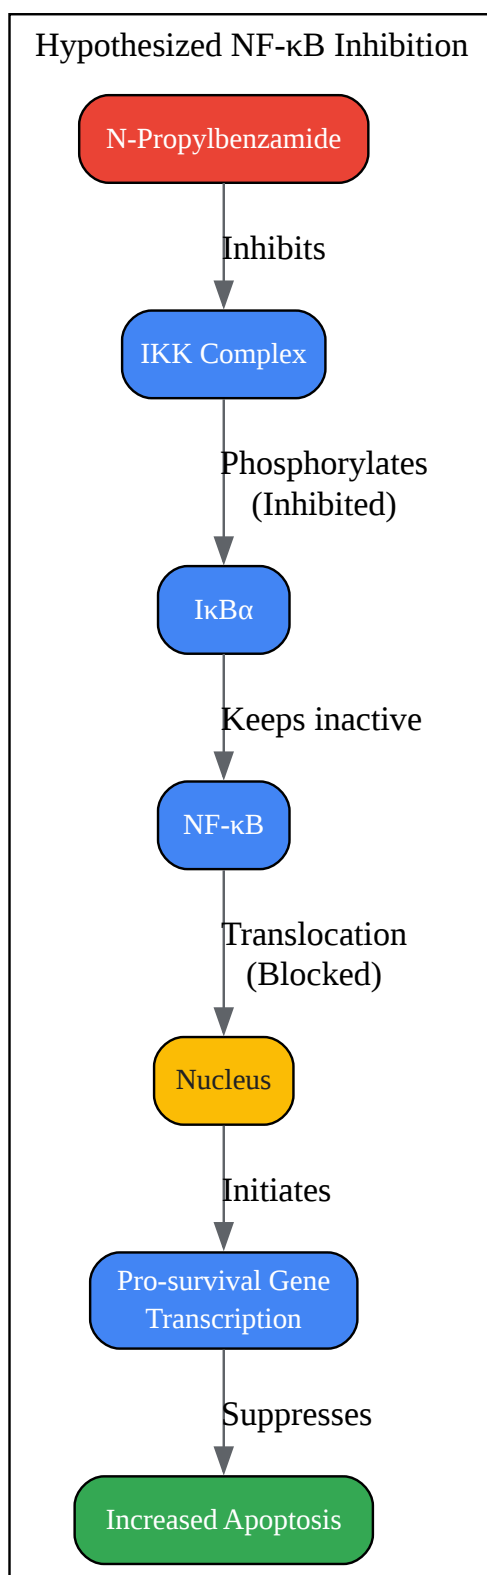 Hypothesized NF-κB Inhibition
N-Propylbenzamide
Inhibits
IKK Complex
Phosphorylates
(Inhibited)
IκBα
Keeps inactive
NF-κB
Translocation
(Blocked)
Nucleus
Initiates
Pro-survival Gene
Transcription
Suppresses
Increased Apoptosis